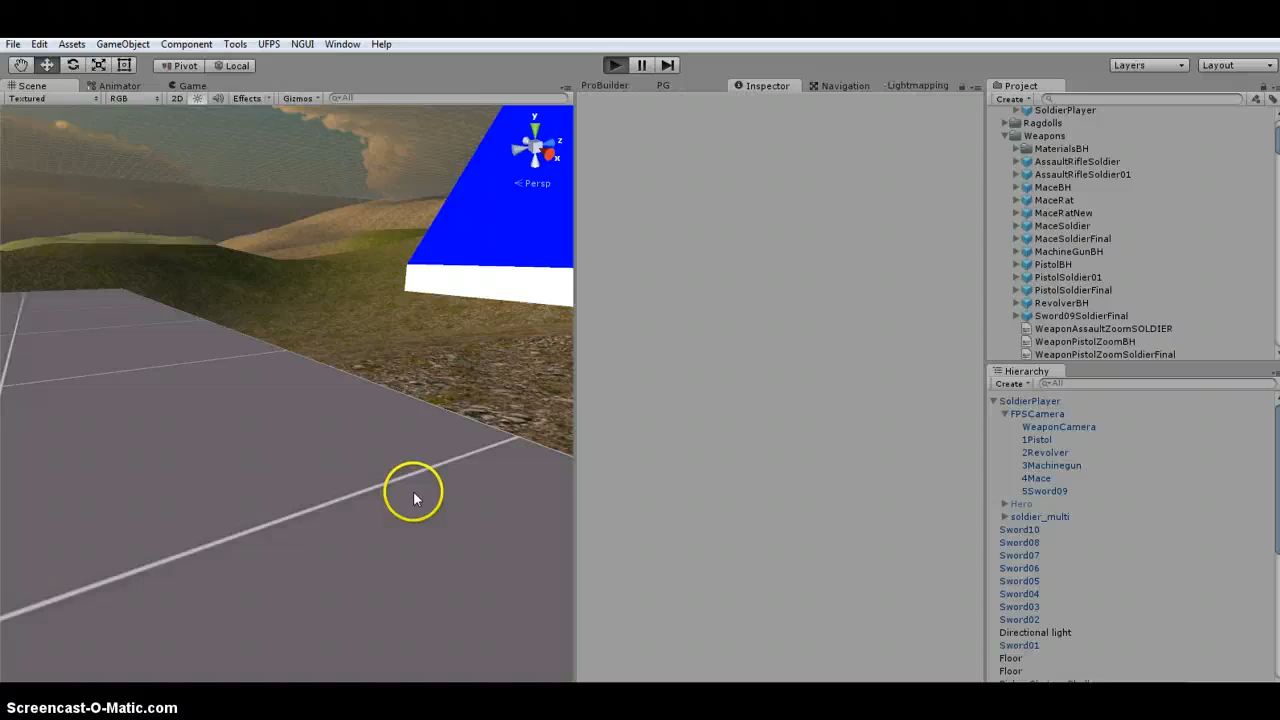 File Edit Assets GameObject Component Tools UFPS NGUI Window Help
Pivot Local Layers Layout
Scene Animator Game ProBuilder PG Inspector Navigation Lightmapping Project
Textured RGB 2D Effects Gizmos All Create
y
z
x
Persp
SoldierPlayer
Ragdolls
Weapons
MaterialsBH
AssaultRifleSoldier
AssaultRifleSoldier01
MaceBH
MaceRat
MaceRatNew
MaceSoldier
MaceSoldierFinal
MachineGunBH
PistolBH
PistolSoldier01
PistolSoldierFinal
RevolverBH
Sword09SoldierFinal
WeaponAssaultZoomSOLDIER
WeaponPistolZoomBH
WeaponPistolZoomSoldierFinal
Hierarchy
Create All
SoldierPlayer
FPSCamera
WeaponCamera
1Pistol
2Revolver
3Machinegun
4Mace
5Sword09
Hero
soldier_multi
Sword10
Sword08
Sword07
Sword06
Sword05
Sword04
Sword03
Sword02
Directional light
Sword01
Floor
Floor
Screencast-O-Matic.com